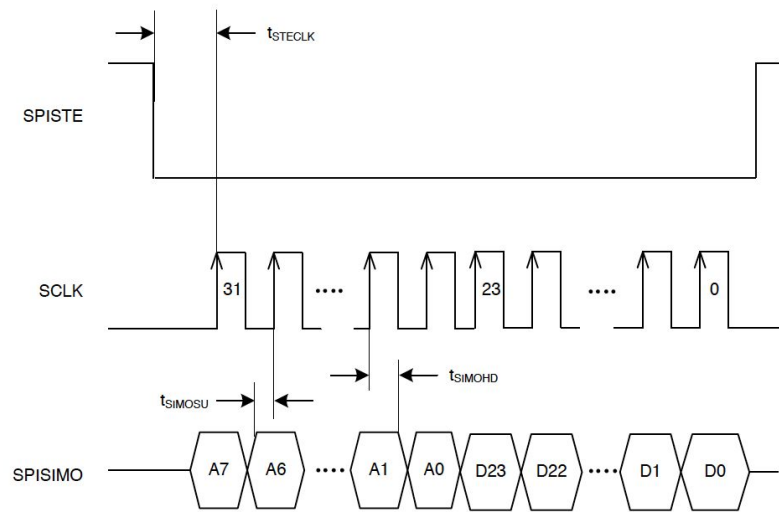 tSTECLK
SPISTE
SCLK 31 .... 23 .... 0
tSIMOSU tSIMOHD
SPISIMO A7 A6 .... A1 A0 D23 D22 .... D1 D0